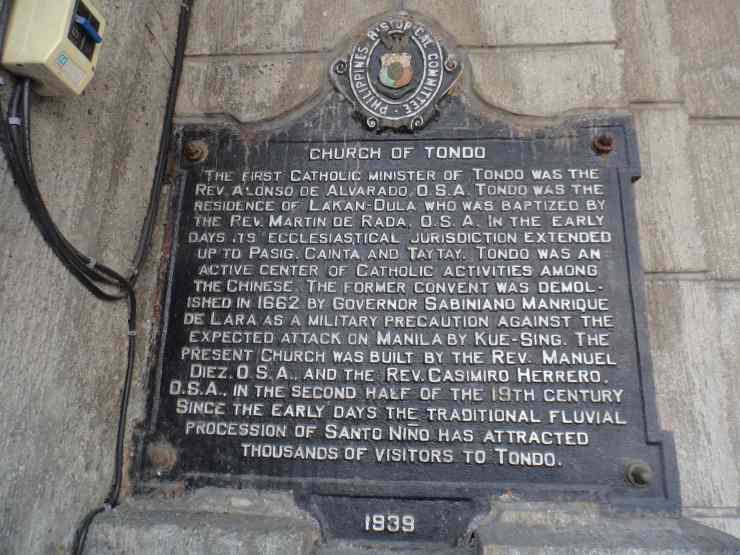 PHILIPPINES HISTORICAL COMMITTEE
CHURCH OF TONDO
THE FIRST CATHOLIC MINISTER OF TONDO WAS THE
REV. ALONSO DE ALVARADO, O.S.A. TONDO WAS THE
RESIDENCE OF LAKAN-DULA WHO WAS BAPTIZED BY
THE REV. MARTIN DE RADA, O.S.A. IN THE EARLY
DAYS ITS ECCLESIASTICAL JURISDICTION EXTENDED
UP TO PASIG, CAINTA AND TAYTAY. TONDO WAS AN
ACTIVE CENTER OF CATHOLIC ACTIVITIES AMONG
THE CHINESE. THE FORMER CONVENT WAS DEMOL-
ISHED IN 1662 BY GOVERNOR SABINIANO MANRIQUE
DE LARA AS A MILITARY PRECAUTION AGAINST THE
EXPECTED ATTACK ON MANILA BY KUE-SING. THE
PRESENT CHURCH WAS BUILT BY THE REV. MANUEL
DIEZ, O.S.A., AND THE REV. CASIMIRO HERRERO,
O.S.A., IN THE SECOND HALF OF THE 19TH CENTURY
SINCE THE EARLY DAYS THE TRADITIONAL FLUVIAL
PROCESSION OF SANTO NIÑO HAS ATTRACTED
THOUSANDS OF VISITORS TO TONDO.
1939